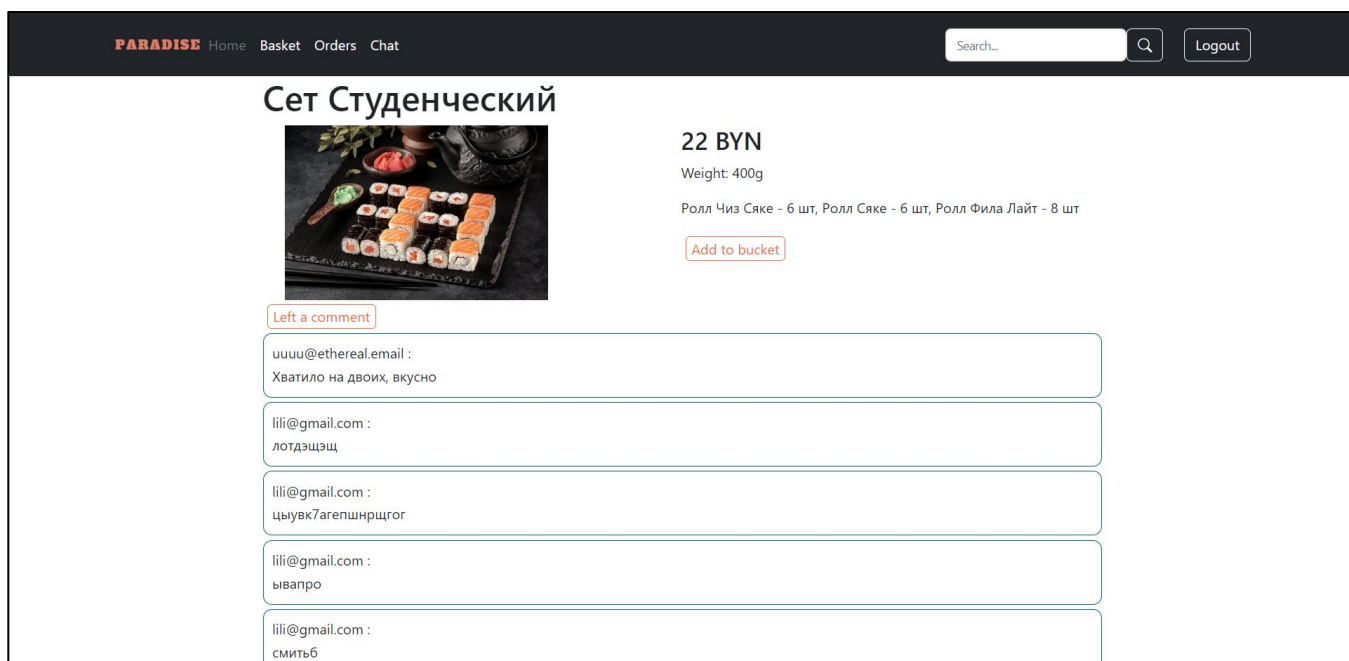 PARADISE Home Basket Orders Chat Search... Logout
Сет Студенческий
22 BYN
Weight: 400g
Ролл Чиз Сяке - 6 шт, Ролл Сяке - 6 шт, Ролл Фила Лайт - 8 шт
Add to bucket
Left a comment
uuuu@ethereal.email :
Хватило на двоих, вкусно
lili@gmail.com :
лотдэщэщ
lili@gmail.com :
цыувк7агепшнрщгог
lili@gmail.com :
ывапро
lili@gmail.com :
смитьб